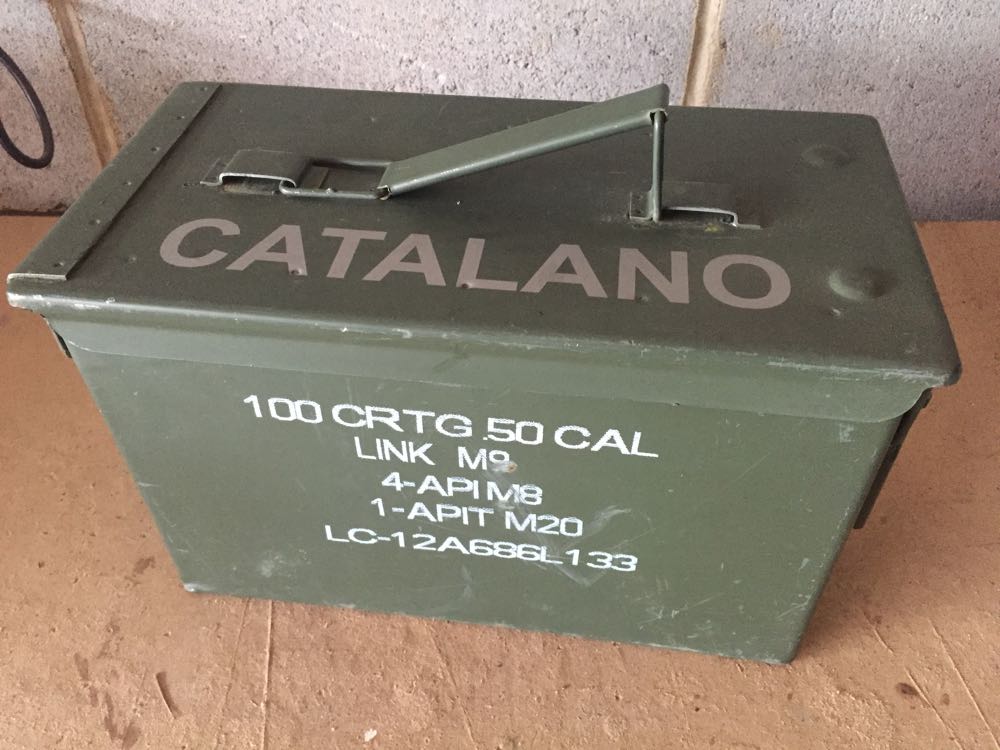 CATALANO
100 CRTG .50 CAL
LINK M9
4-API M8
1-APIT M20
LC-12A686L133